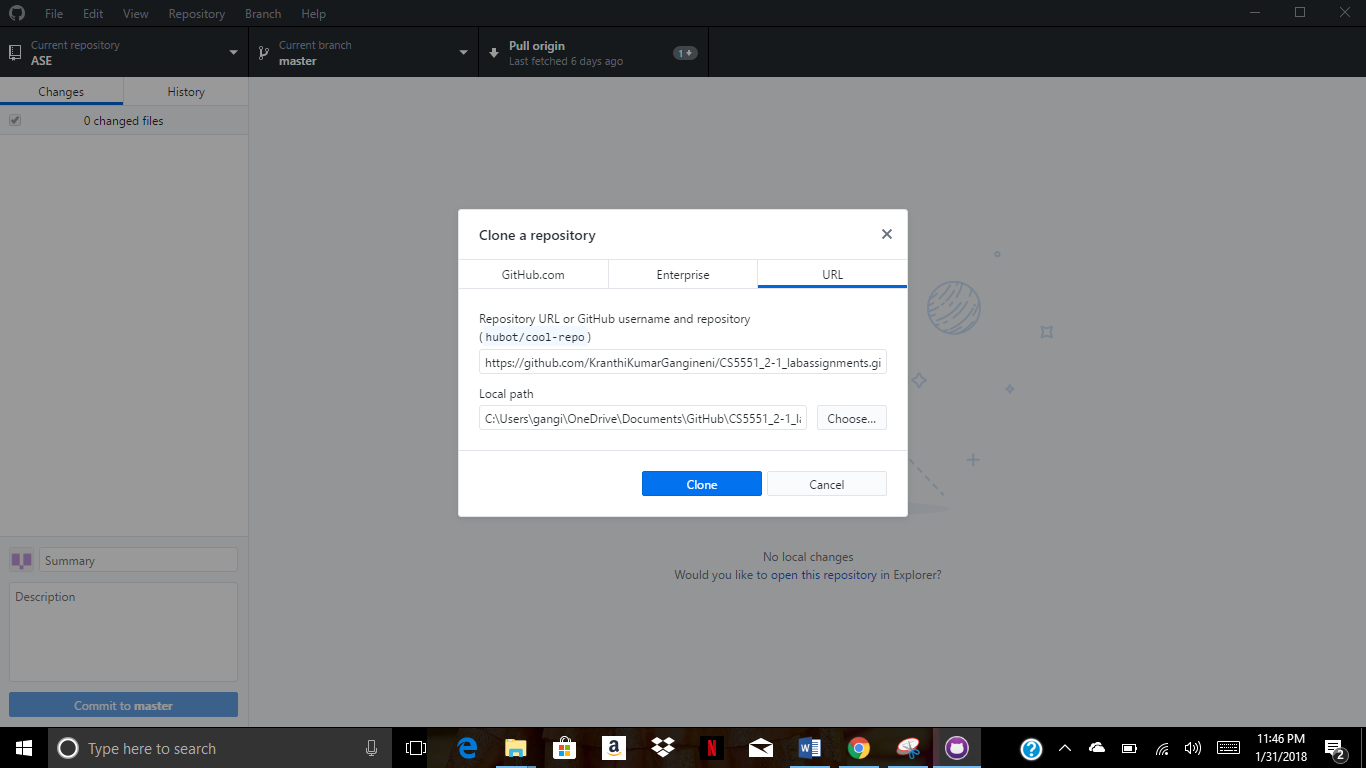 File Edit View Repository Branch Help
Current repository
ASE
Current branch
master
Pull origin
Last fetched 6 days ago
1
Changes History
0 changed files
Clone a repository
GitHub.com Enterprise URL
Repository URL or GitHub username and repository
(hubot/cool-repo)
https://github.com/KranthiKumarGangineni/CS5551_2-1_labassignments.gi
Local path
C:\Users\gangi\OneDrive\Documents\GitHub\CS5551_2-1_la
Choose...
Clone Cancel
No local changes
Would you like to open this repository in Explorer?
Summary
Description
Commit to master
Type here to search
11:46 PM
1/31/2018
2